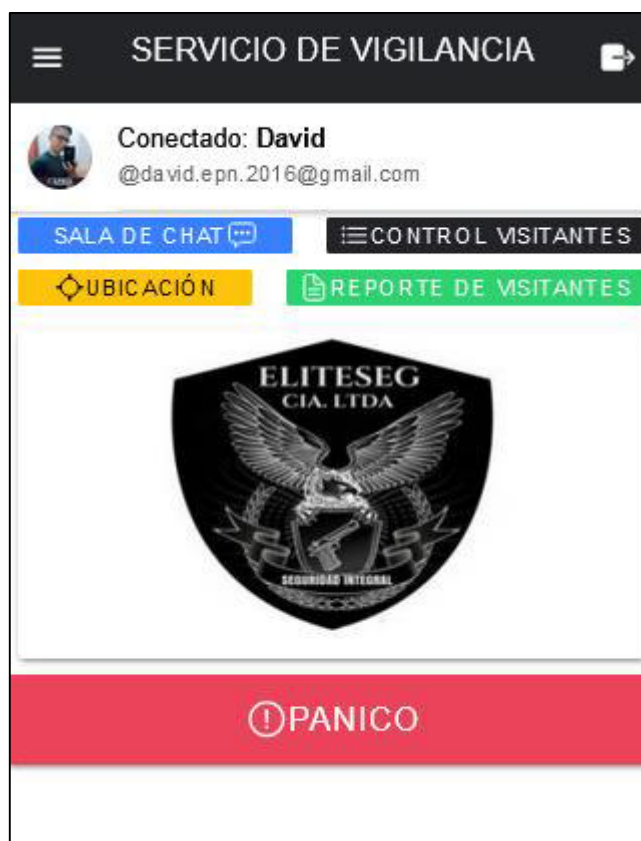 SERVICIO DE VIGILANCIA
Conectado: David
@david.epn.2016@gmail.com
SALA DE CHAT
CONTROL VISITANTES
UBICACIÓN
REPORTE DE VISITANTES
ELITESEG
CIA. LTDA
SEGURIDAD INTEGRAL
PANICO